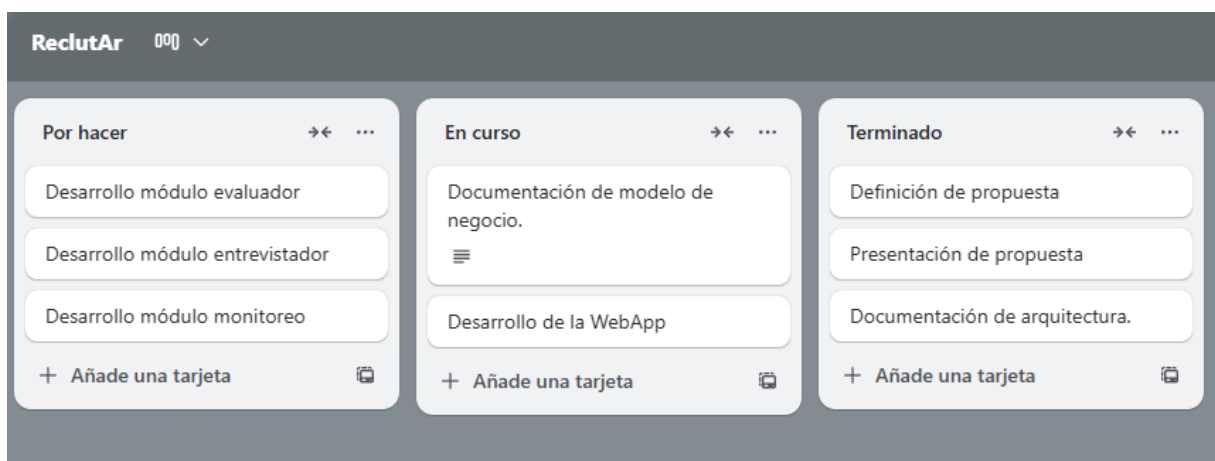 ReclutAr
Por hacer
Desarrollo módulo evaluador
Desarrollo módulo entrevistador
Desarrollo módulo monitoreo
Añade una tarjeta
En curso
Documentación de modelo de
negocio.
Desarrollo de la WebApp
Añade una tarjeta
Terminado
Definición de propuesta
Presentación de propuesta
Documentación de arquitectura.
Añade una tarjeta